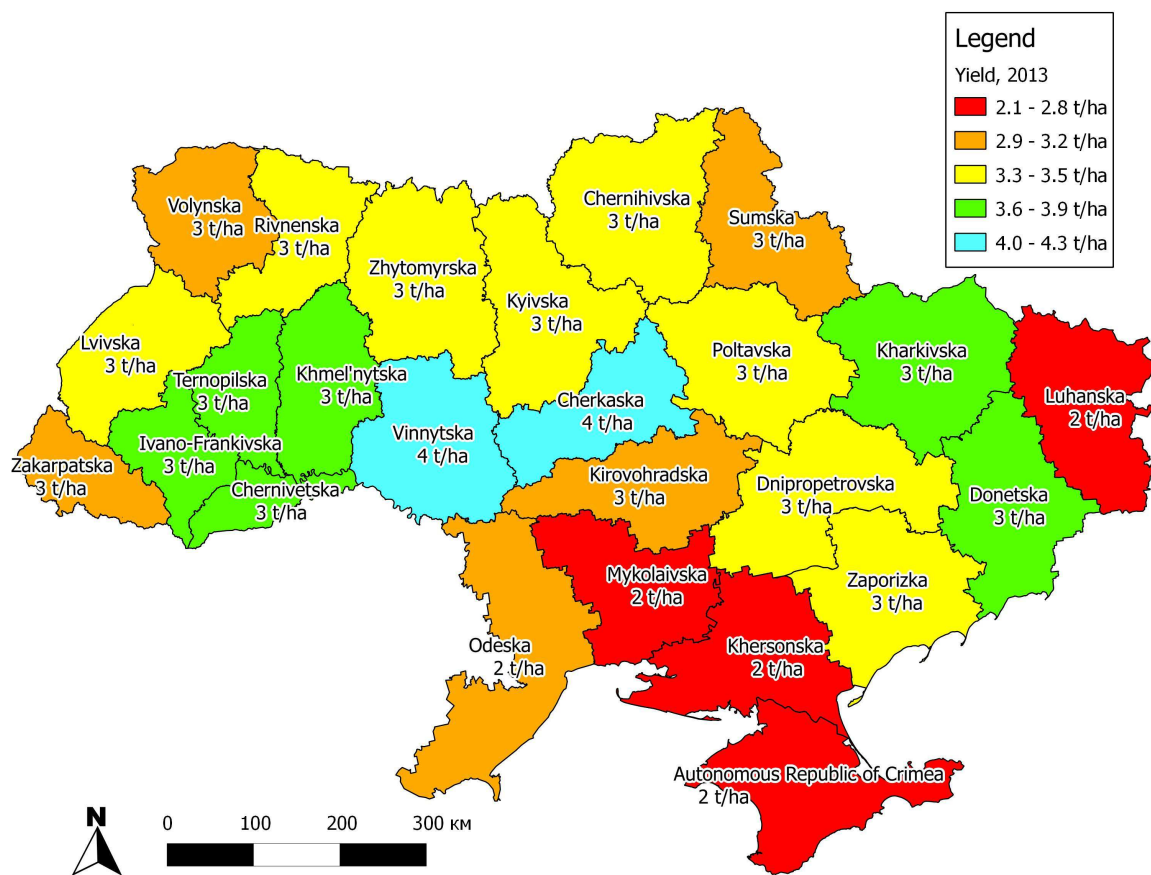 Legend
Yield, 2013
2.1 - 2.8 t/ha
2.9 - 3.2 t/ha
3.3 - 3.5 t/ha
3.6 - 3.9 t/ha
4.0 - 4.3 t/ha
Volynska
3 t/ha
Rivnenska
3 t/ha
Zhytomyrska
3 t/ha
Kyivska
3 t/ha
Chernihivska
3 t/ha
Sumska
3 t/ha
Lvivska
3 t/ha
Ternopilska
3 t/ha
Khmel'nytska
3 t/ha
Vinnytska
4 t/ha
Cherkaska
4 t/ha
Poltavska
3 t/ha
Kharkivska
3 t/ha
Luhanska
2 t/ha
Zakarpatska
3 t/ha
Ivano-Frankivska
3 t/ha
Chernivetska
3 t/ha
Kirovohradska
3 t/ha
Dnipropetrovska
3 t/ha
Donetska
3 t/ha
Odeska
2 t/ha
Mykolaivska
2 t/ha
Khersonska
2 t/ha
Zaporizka
3 t/ha
Autonomous Republic of Crimea
2 t/ha
N
0 100 200 300 км